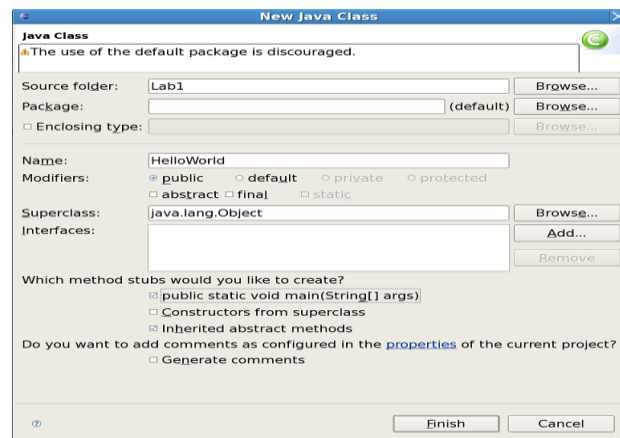 New Java Class
Java Class
The use of the default package is discouraged.
Source folder: Lab1 Browse...
Package: (default) Browse...
Enclosing type: Browse...
Name: HelloWorld
Modifiers: public default private protected
abstract final static
Superclass: java.lang.Object Browse...
Interfaces: Add...
Remove
Which method stubs would you like to create?
public static void main(String[] args)
Constructors from superclass
Inherited abstract methods
Do you want to add comments as configured in the properties of the current project?
Generate comments
Finish Cancel